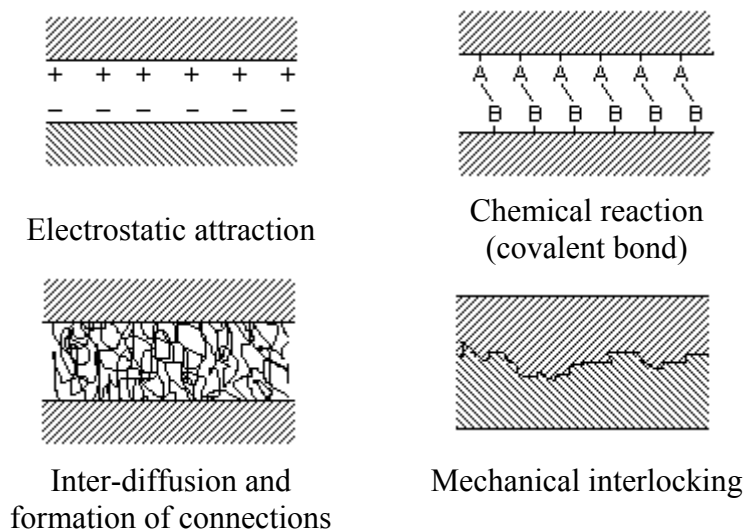 + + + + + +
− − − − − −
Electrostatic attraction
A A A A A A
B B B B B B
Chemical reaction
(covalent bond)
Inter-diffusion and
formation of connections
Mechanical interlocking